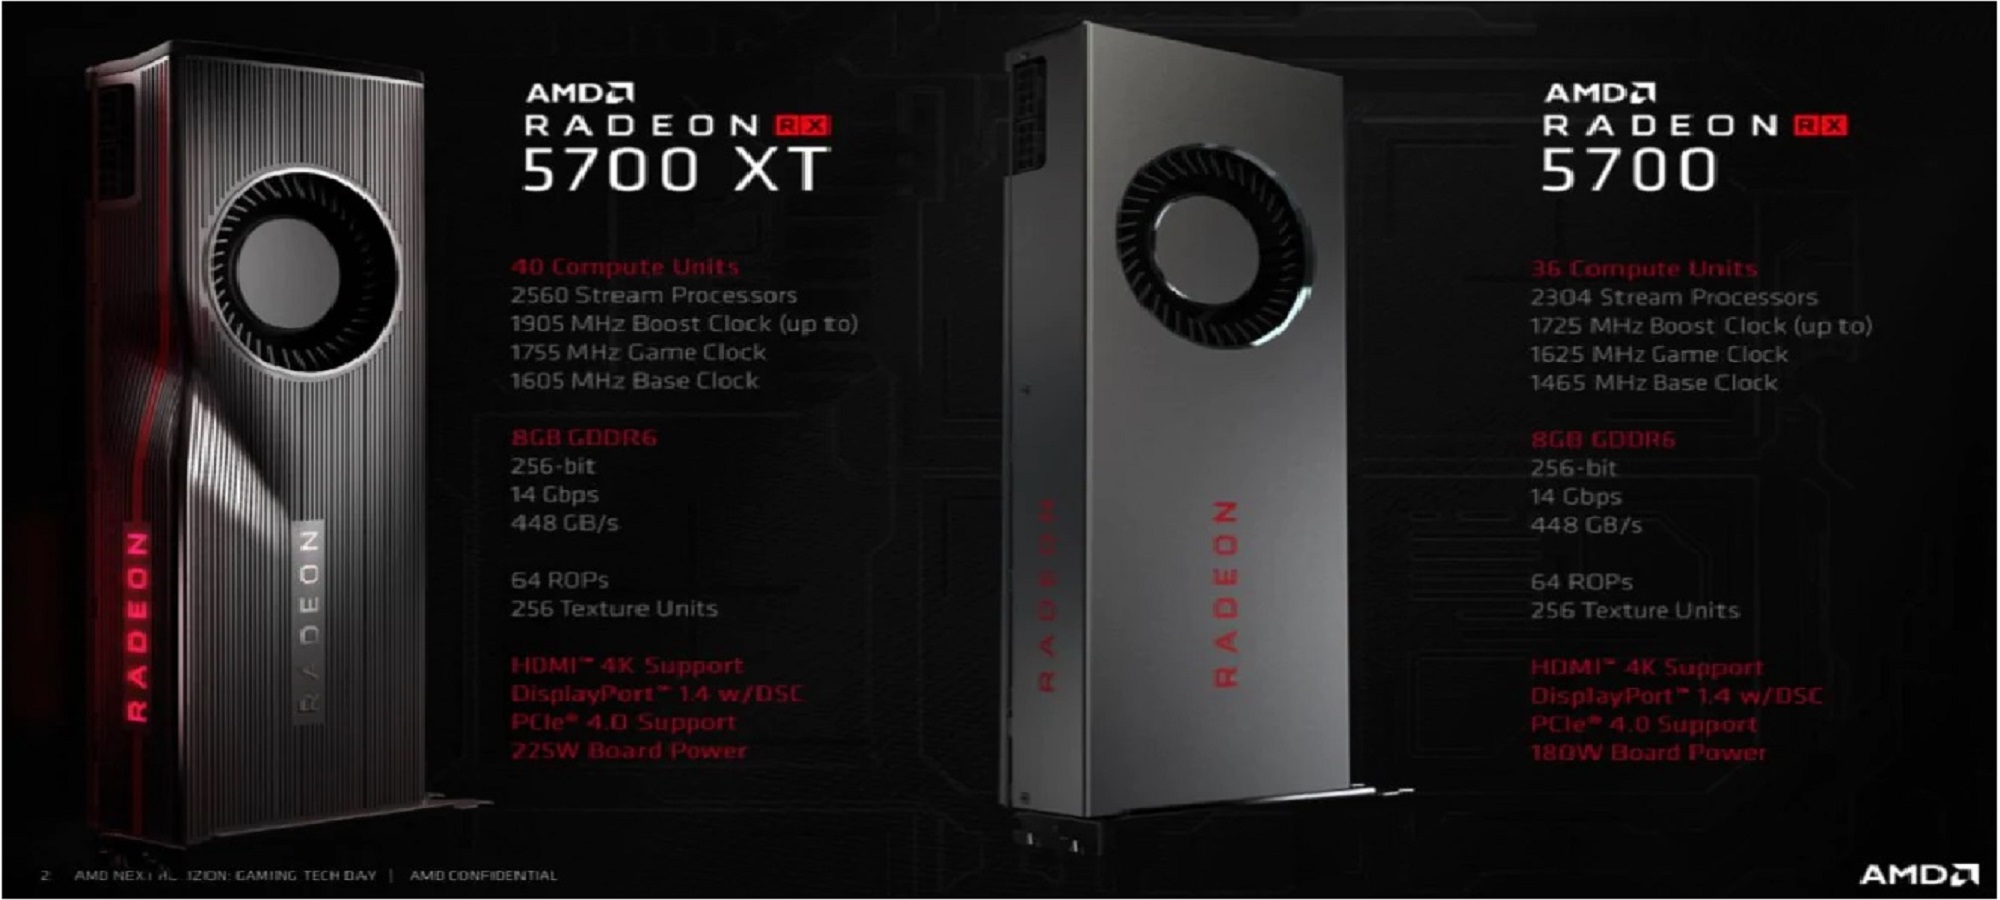 AMD
RADEON RX
5700 XT
40 Compute Units
2560 Stream Processors
1905 MHz Boost Clock (up to)
1755 MHz Game Clock
1605 MHz Base Clock
8GB GDDR6
256-bit
14 Gbps
448 GB/s
64 ROPs
256 Texture Units
HDMI™ 4K Support
DisplayPort™ 1.4 w/DSC
PCIe® 4.0 Support
225W Board Power
RADEON
RADEON
AMD
RADEON RX
5700
36 Compute Units
2304 Stream Processors
1725 MHz Boost Clock (up to)
1625 MHz Game Clock
1465 MHz Base Clock
8GB GDDR6
256-bit
14 Gbps
448 GB/s
64 ROPs
256 Texture Units
HDMI™ 4K Support
DisplayPort™ 1.4 w/DSC
PCIe® 4.0 Support
180W Board Power
RADEON
RADEON
2 AMD NEXT HORIZON: GAMING TECH DAY | AMD CONFIDENTIAL
AMD